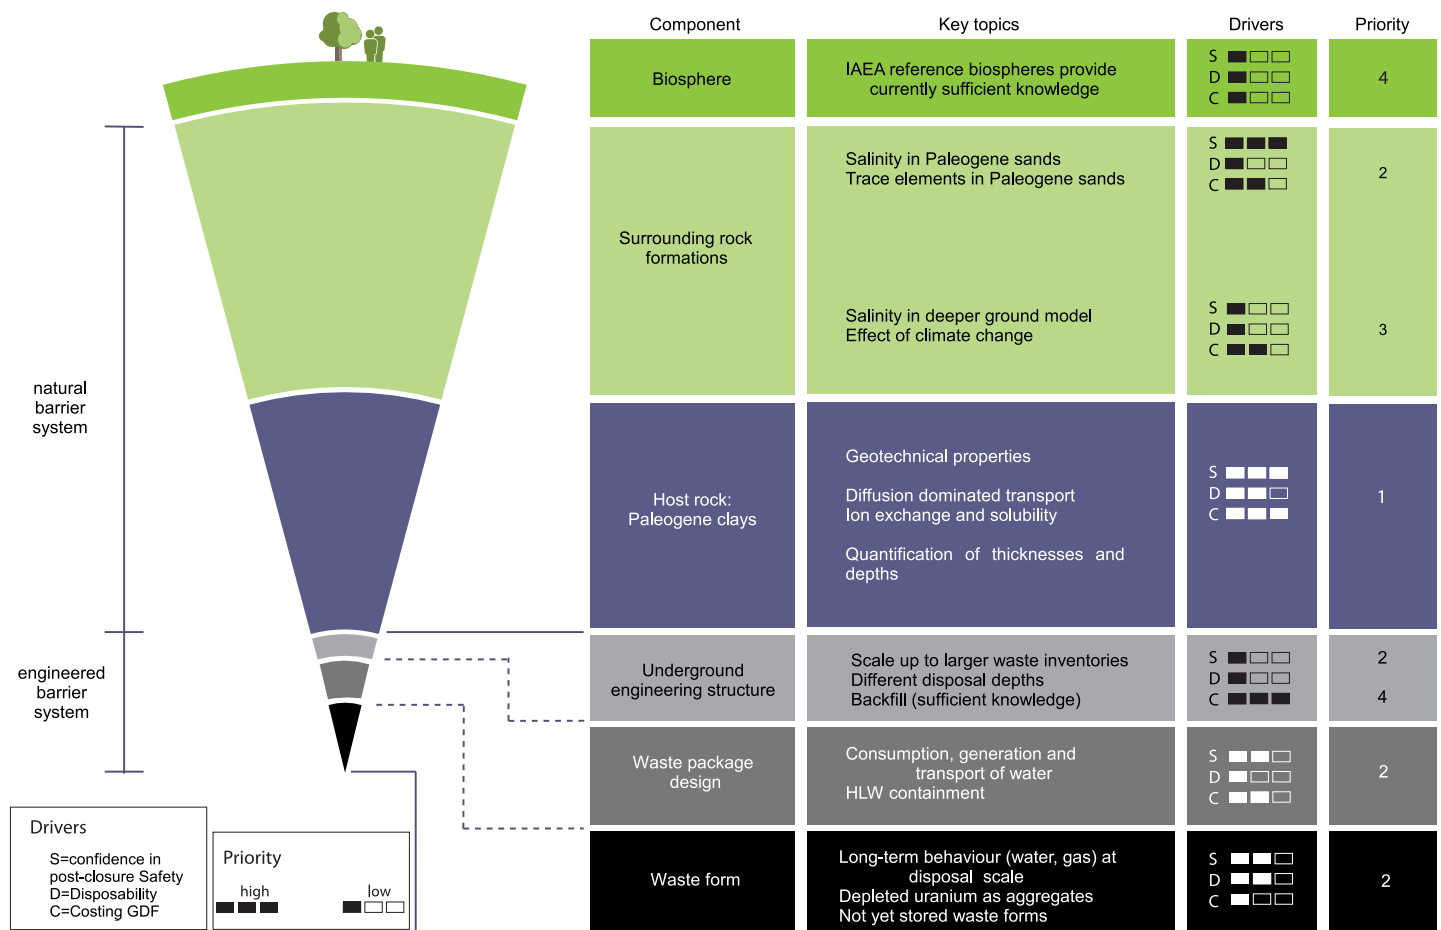 Component
Key topics
Drivers
Priority
Biosphere
IAEA reference biospheres provide
currently sufficient knowledge
S
D
C
4
Surrounding rock
formations
Salinity in Paleogene sands
Trace elements in Paleogene sands
S
D
C
2
Salinity in deeper ground model
Effect of climate change
S
D
C
3
natural
barrier
system
Host rock:
Paleogene clays
Geotechnical properties
Diffusion dominated transport
Ion exchange and solubility
Quantification of thicknesses and
depths
S
D
C
1
engineered
barrier
system
Underground
engineering structure
Scale up to larger waste inventories
Different disposal depths
Backfill (sufficient knowledge)
S
D
C
2
4
Waste package
design
Consumption, generation and
transport of water
HLW containment
S
D
C
2
Waste form
Long-term behaviour (water, gas) at
disposal scale
Depleted uranium as aggregates
Not yet stored waste forms
S
D
C
2
Drivers
S=confidence in
post-closure Safety
D=Disposability
C=Costing GDF
Priority
high
low